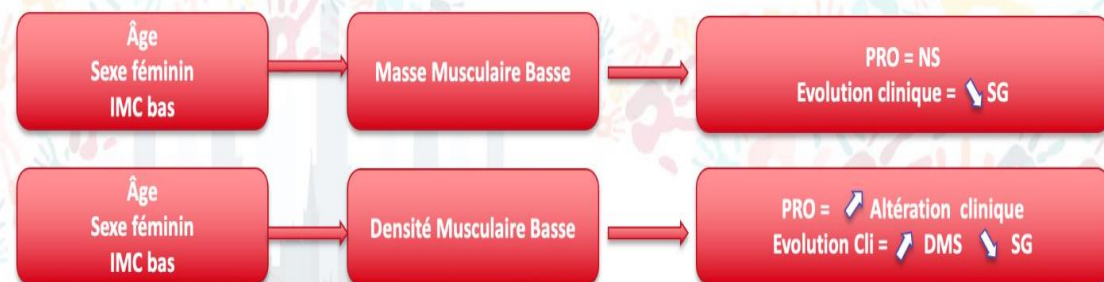 Âge
Sexe féminin
IMC bas
Masse Musculaire Basse
PRO = NS
Evolution clinique = SG
Âge
Sexe féminin
IMC bas
Densité Musculaire Basse
PRO = Altération clinique
Evolution Cli = DMS SG